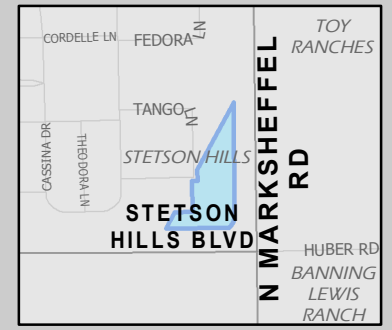 TOY
RANCHES
CORDELLE LN
FEDORA LN
TANGO LN
CASSINA DR
THEODORA LN
STETSON HILLS
STETSON
HILLS BLVD
N MARKSHEFFEL
RD
HUBER RD
BANNING
LEWIS
RANCH